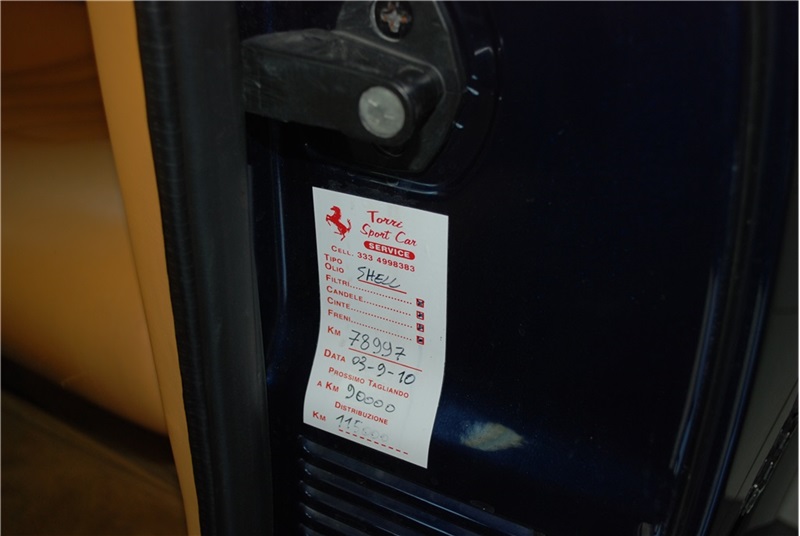 Torri
Sport Car
SERVICE
CELL. 333 4998383
TIPO
OLIO SHELL
FILTRI
CANDELE
CINTE
FRENI
KM 78997
DATA 03-9-10
PROSSIMO TAGLIANDO
A KM 90000
DISTRIBUZIONE
KM 115000